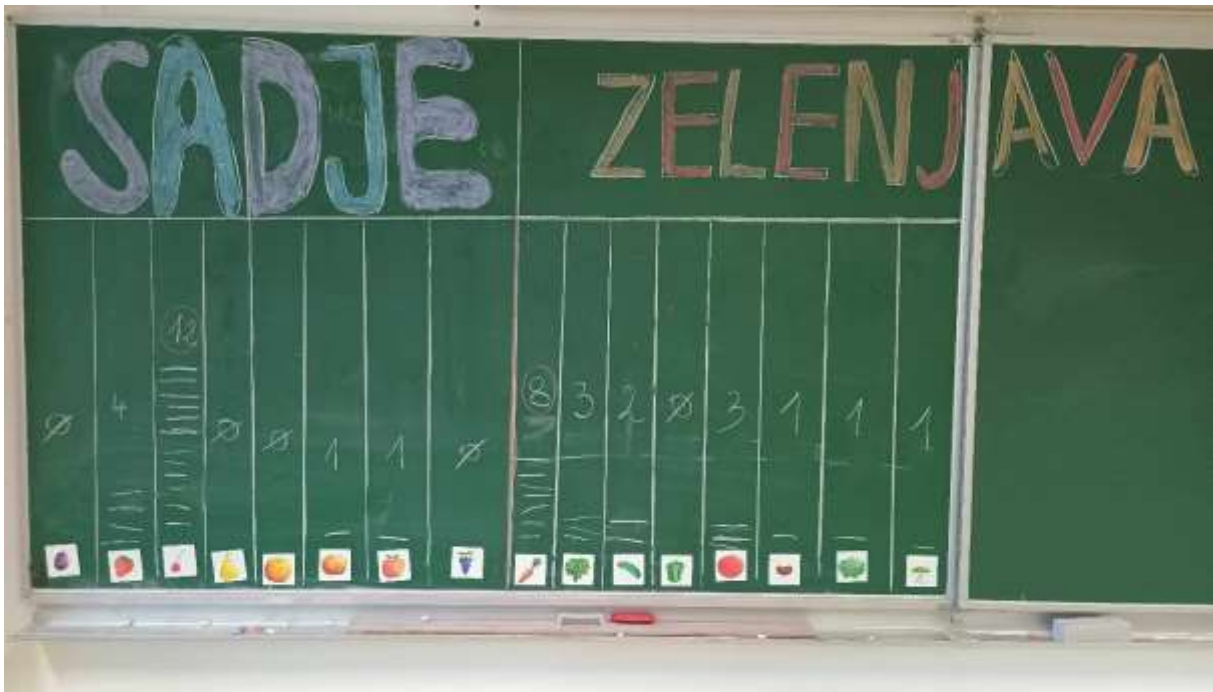 SADJE ZELENJAVA
∅ 4 12 ∅ ∅ 1 1 ∅ 8 3 2 ∅ 3 1 1 1